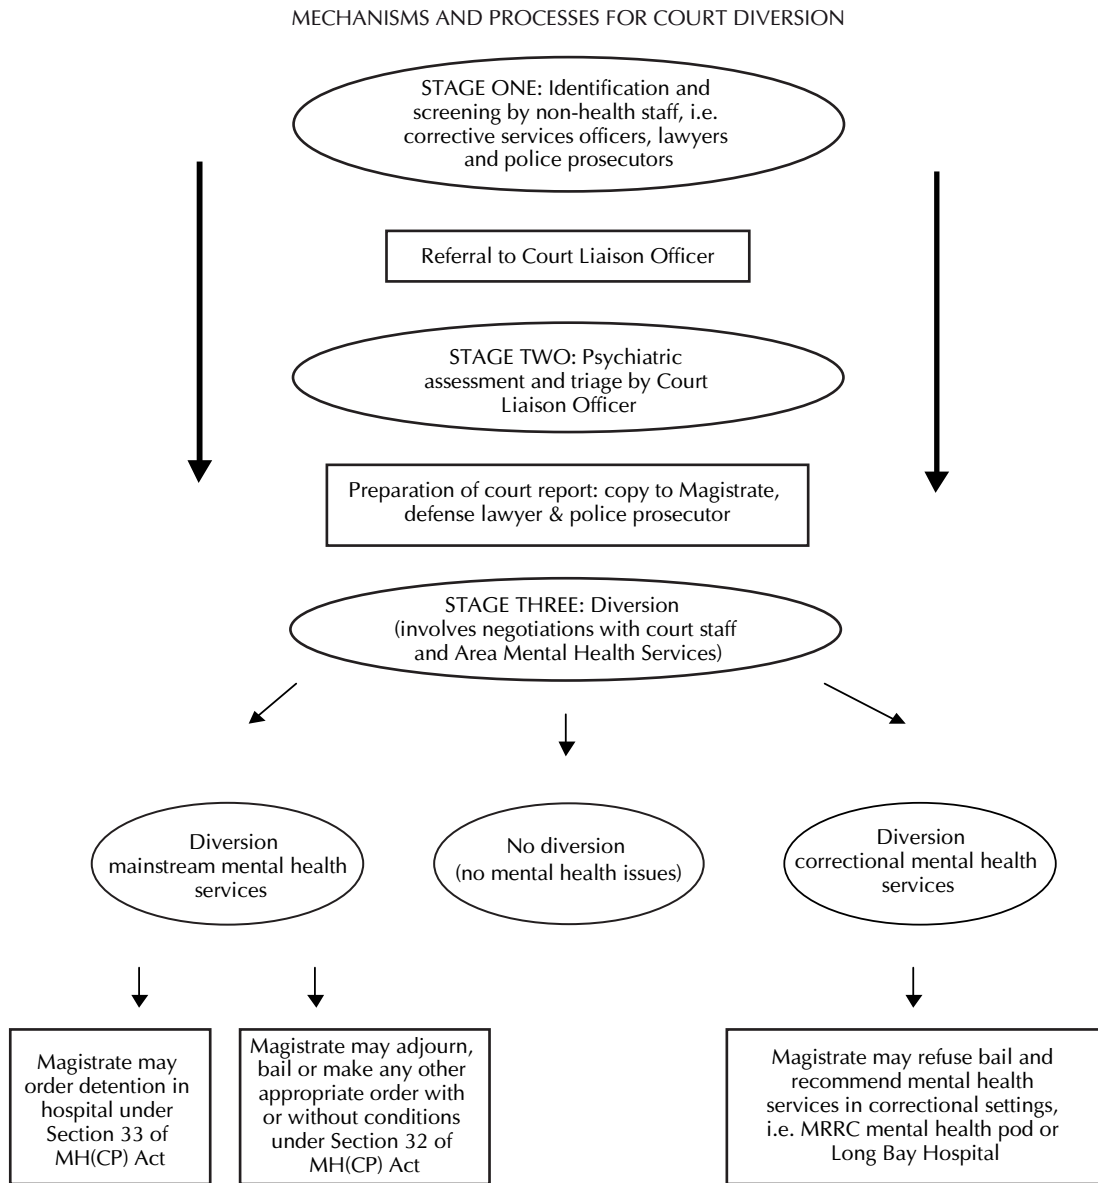 MECHANISMS AND PROCESSES FOR COURT DIVERSION
STAGE ONE: Identification and
screening by non-health staff, i.e.
corrective services officers, lawyers
and police prosecutors
Referral to Court Liaison Officer
STAGE TWO: Psychiatric
assessment and triage by Court
Liaison Officer
Preparation of court report: copy to Magistrate,
defense lawyer & police prosecutor
STAGE THREE: Diversion
(involves negotiations with court staff
and Area Mental Health Services)
Diversion
mainstream mental health
services
No diversion
(no mental health issues)
Diversion
correctional mental health
services
Magistrate may
order detention in
hospital under
Section 33 of
MH(CP) Act
Magistrate may adjourn,
bail or make any other
appropriate order with
or without conditions
under Section 32 of
MH(CP) Act
Magistrate may refuse bail and
recommend mental health
services in correctional settings,
i.e. MRRC mental health pod or
Long Bay Hospital